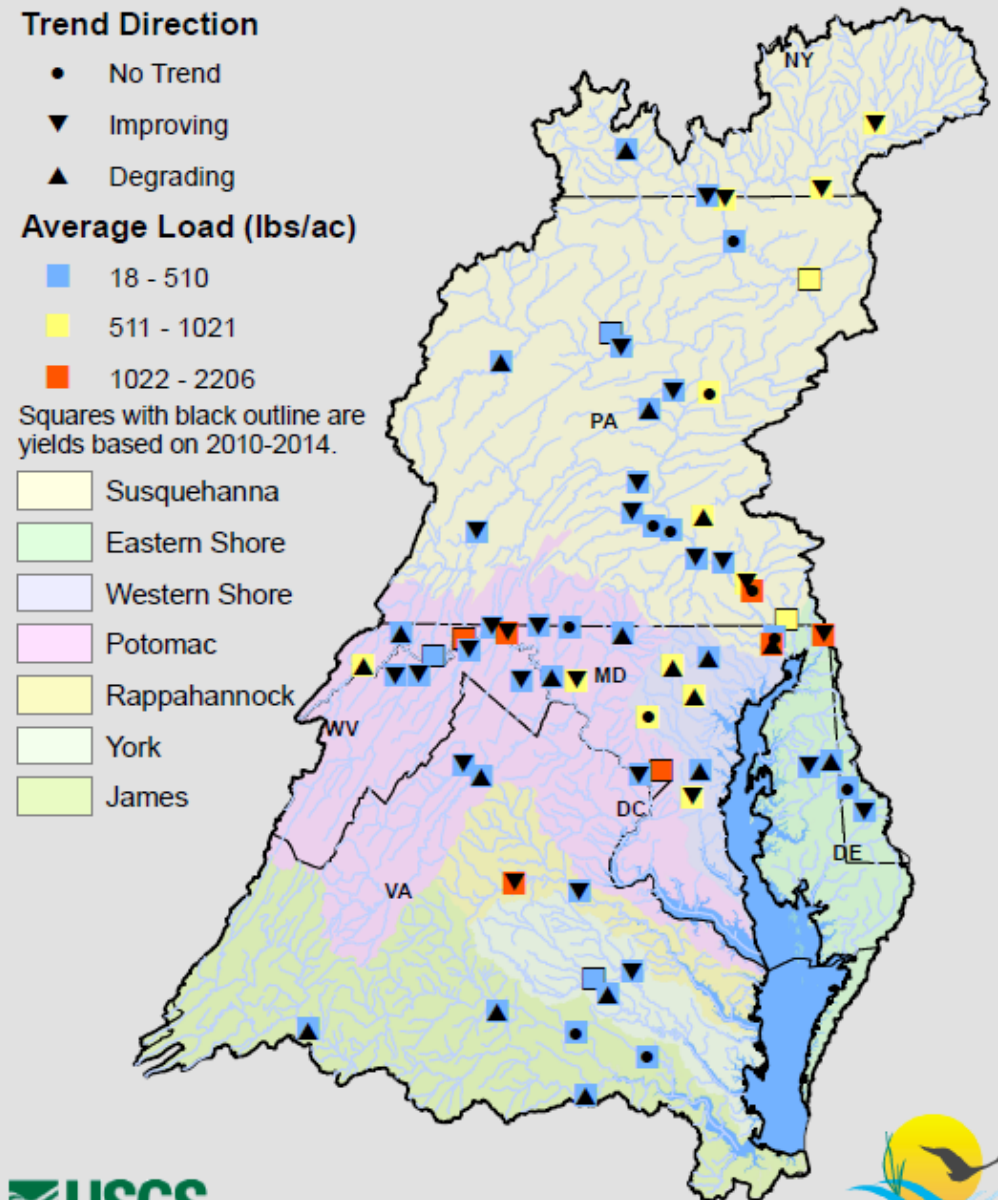 Trend Direction
No Trend
Improving
Degrading
Average Load (lbs/ac)
18 - 510
511 - 1021
1022 - 2206
Squares with black outline are
yields based on 2010-2014.
Susquehanna
Eastern Shore
Western Shore
Potomac
Rappahannock
York
James
NY
PA
MD
WV
DC
DE
VA
USGS